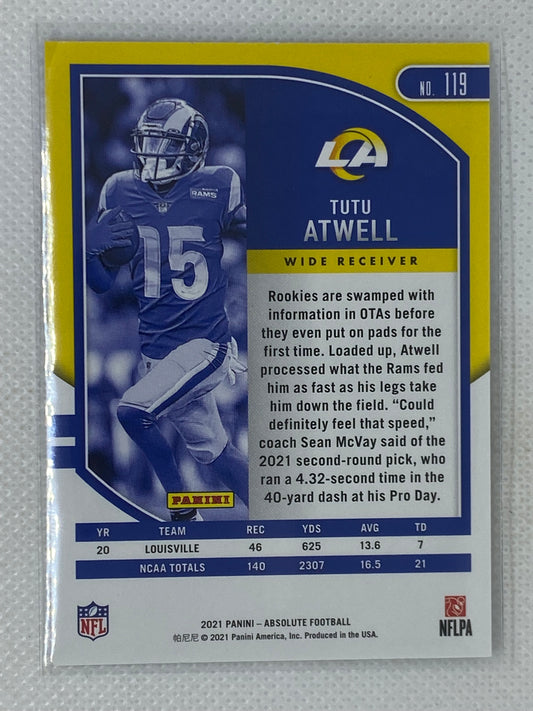 NO. 119
LA
RAMS
15
TUTU
ATWELL
WIDE RECEIVER
Rookies are swamped with
information in OTAs before
they even put on pads for the
first time. Loaded up, Atwell
processed what the Rams fed
him as fast as his legs take
him down the field. “Could
definitely feel that speed,”
coach Sean McVay said of the
2021 second-round pick, who
ran a 4.32-second time in the
40-yard dash at his Pro Day.
PANINI
YR TEAM REC YDS AVG TD
20 LOUISVILLE 46 625 13.6 7
NCAA TOTALS 140 2307 16.5 21
NFL
2021 PANINI – ABSOLUTE FOOTBALL
帕尼尼 © 2021 Panini America, Inc. Produced in the USA.
NFLPA